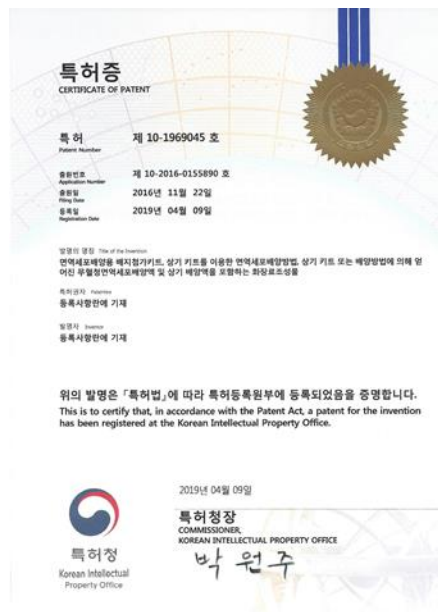 특허증
CERTIFICATE OF PATENT
특 허 제 10-1969045 호
Patent Number
출원번호 제 10-2016-0155890 호
Application Number
출원일 2016년 11월 22일
Filing Date
등록일 2019년 04월 09일
Registration Date
발명의 명칭 Title of the Invention
면역세포배양용 배지첨가키트, 상기 키트를 이용한 면역세포배양방법, 상기 키트 또는 배양방법에 의해 얻
어진 무혈청면역세포배양액 및 상기 배양액을 포함하는 화장료조성물
특허권자 Patentee
등록사항란에 기재
발명자 Inventor
등록사항란에 기재
위의 발명은 「특허법」에 따라 특허등록원부에 등록되었음을 증명합니다.
This is to certify that, in accordance with the Patent Act, a patent for the invention
has been registered at the Korean Intellectual Property Office.
2019년 04월 09일
특허청장
COMMISSIONER,
KOREAN INTELLECTUAL PROPERTY OFFICE
박원주
특허청
Korean Intellectual
Property Office